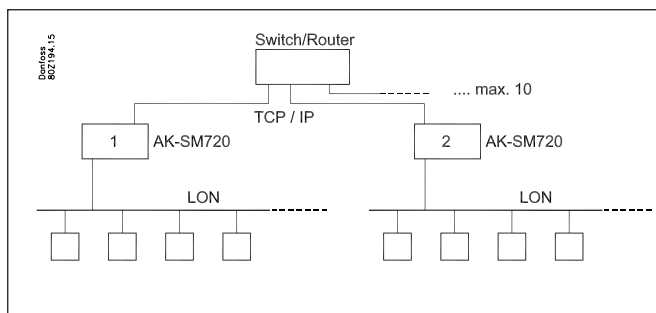 Danfoss
80Z194.15
Switch/Router
.... max. 10
TCP / IP
1
AK-SM720
2
AK-SM720
LON
LON